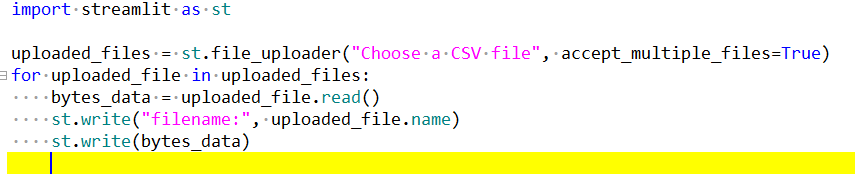 import streamlit as st
uploaded_files = st.file_uploader("Choose a CSV file", accept_multiple_files=True)
for uploaded_file in uploaded_files:
    bytes_data = uploaded_file.read()
    st.write("filename:", uploaded_file.name)
    st.write(bytes_data)